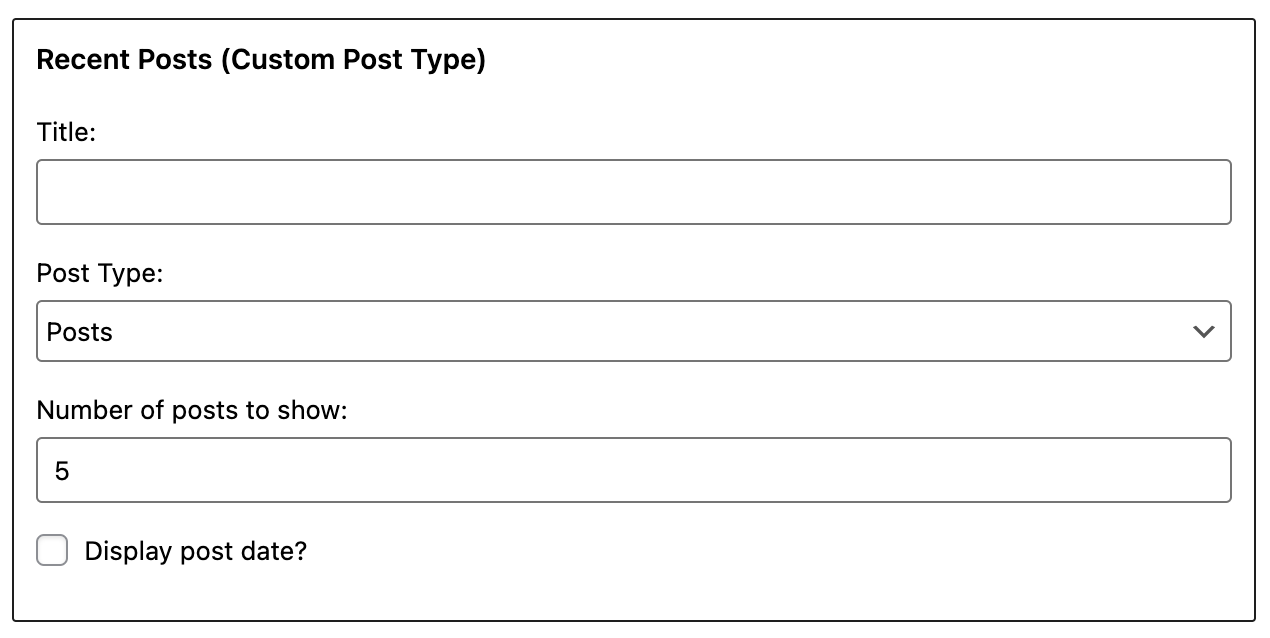 Recent Posts (Custom Post Type)
Title:
Post Type:
Posts
Number of posts to show:
5
Display post date?